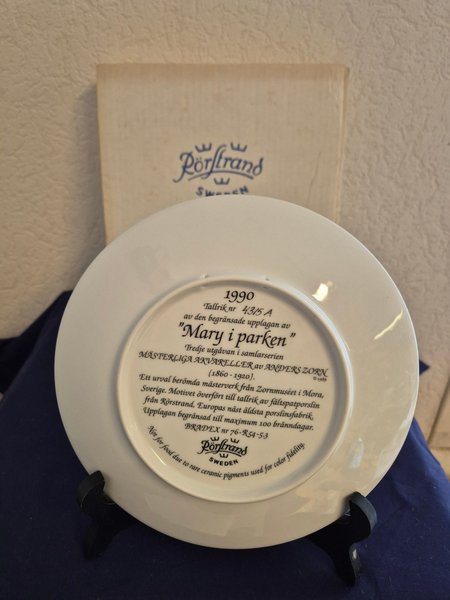 Rörstrand
SWEDEN
1990
Tallrik nr 4315 A
av den begränsade upplagan av
"Mary i parken"
Tredje utgåvan i samlarserien
MÄSTERLIGA AKVARELLER av ANDERS ZORN
(1860-1920).
Ett urval berömda mästerverk från Zornmuséet i Mora,
Sverige. Motivet överfört till tallrik av fältspatporslin
från Rörstrand, Europas näst äldsta porslinsfabrik.
Upplagan begränsad till maximum 100 bränndagar.
BRADEX nr 76-R54-5.3
Rörstrand
SWEDEN
Not for food due to rare ceramic pigments used for color fidelity.